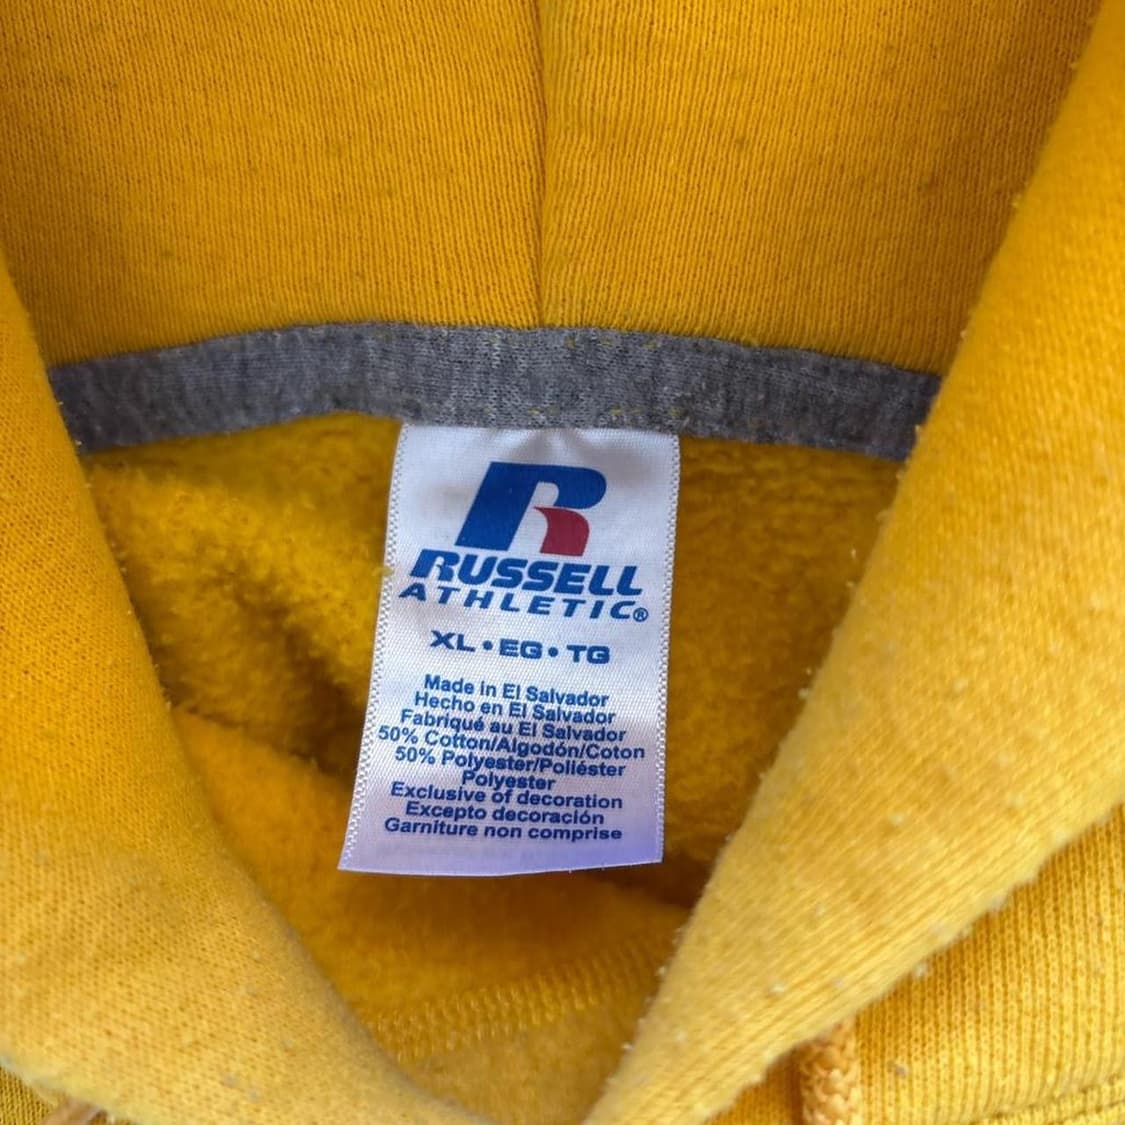 R
RUSSELL
ATHLETIC®
XL • EG • TG
Made in El Salvador
Hecho en El Salvador
Fabriqué au El Salvador
50% Cotton/Algodón/Coton
50% Polyester/Poliéster
Polyester
Exclusive of decoration
Excepto decoración
Garniture non comprise